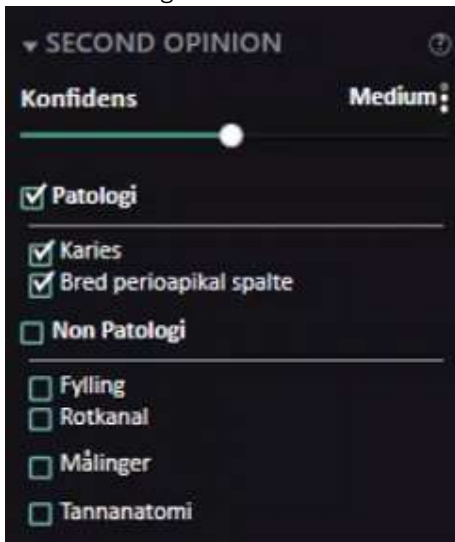 SECOND OPINION
Konfidens Medium
Patologi
Karies
Bred perioapikal spalte
Non Patologi
Fylling
Rotkanal
Målinger
Tannanatomi